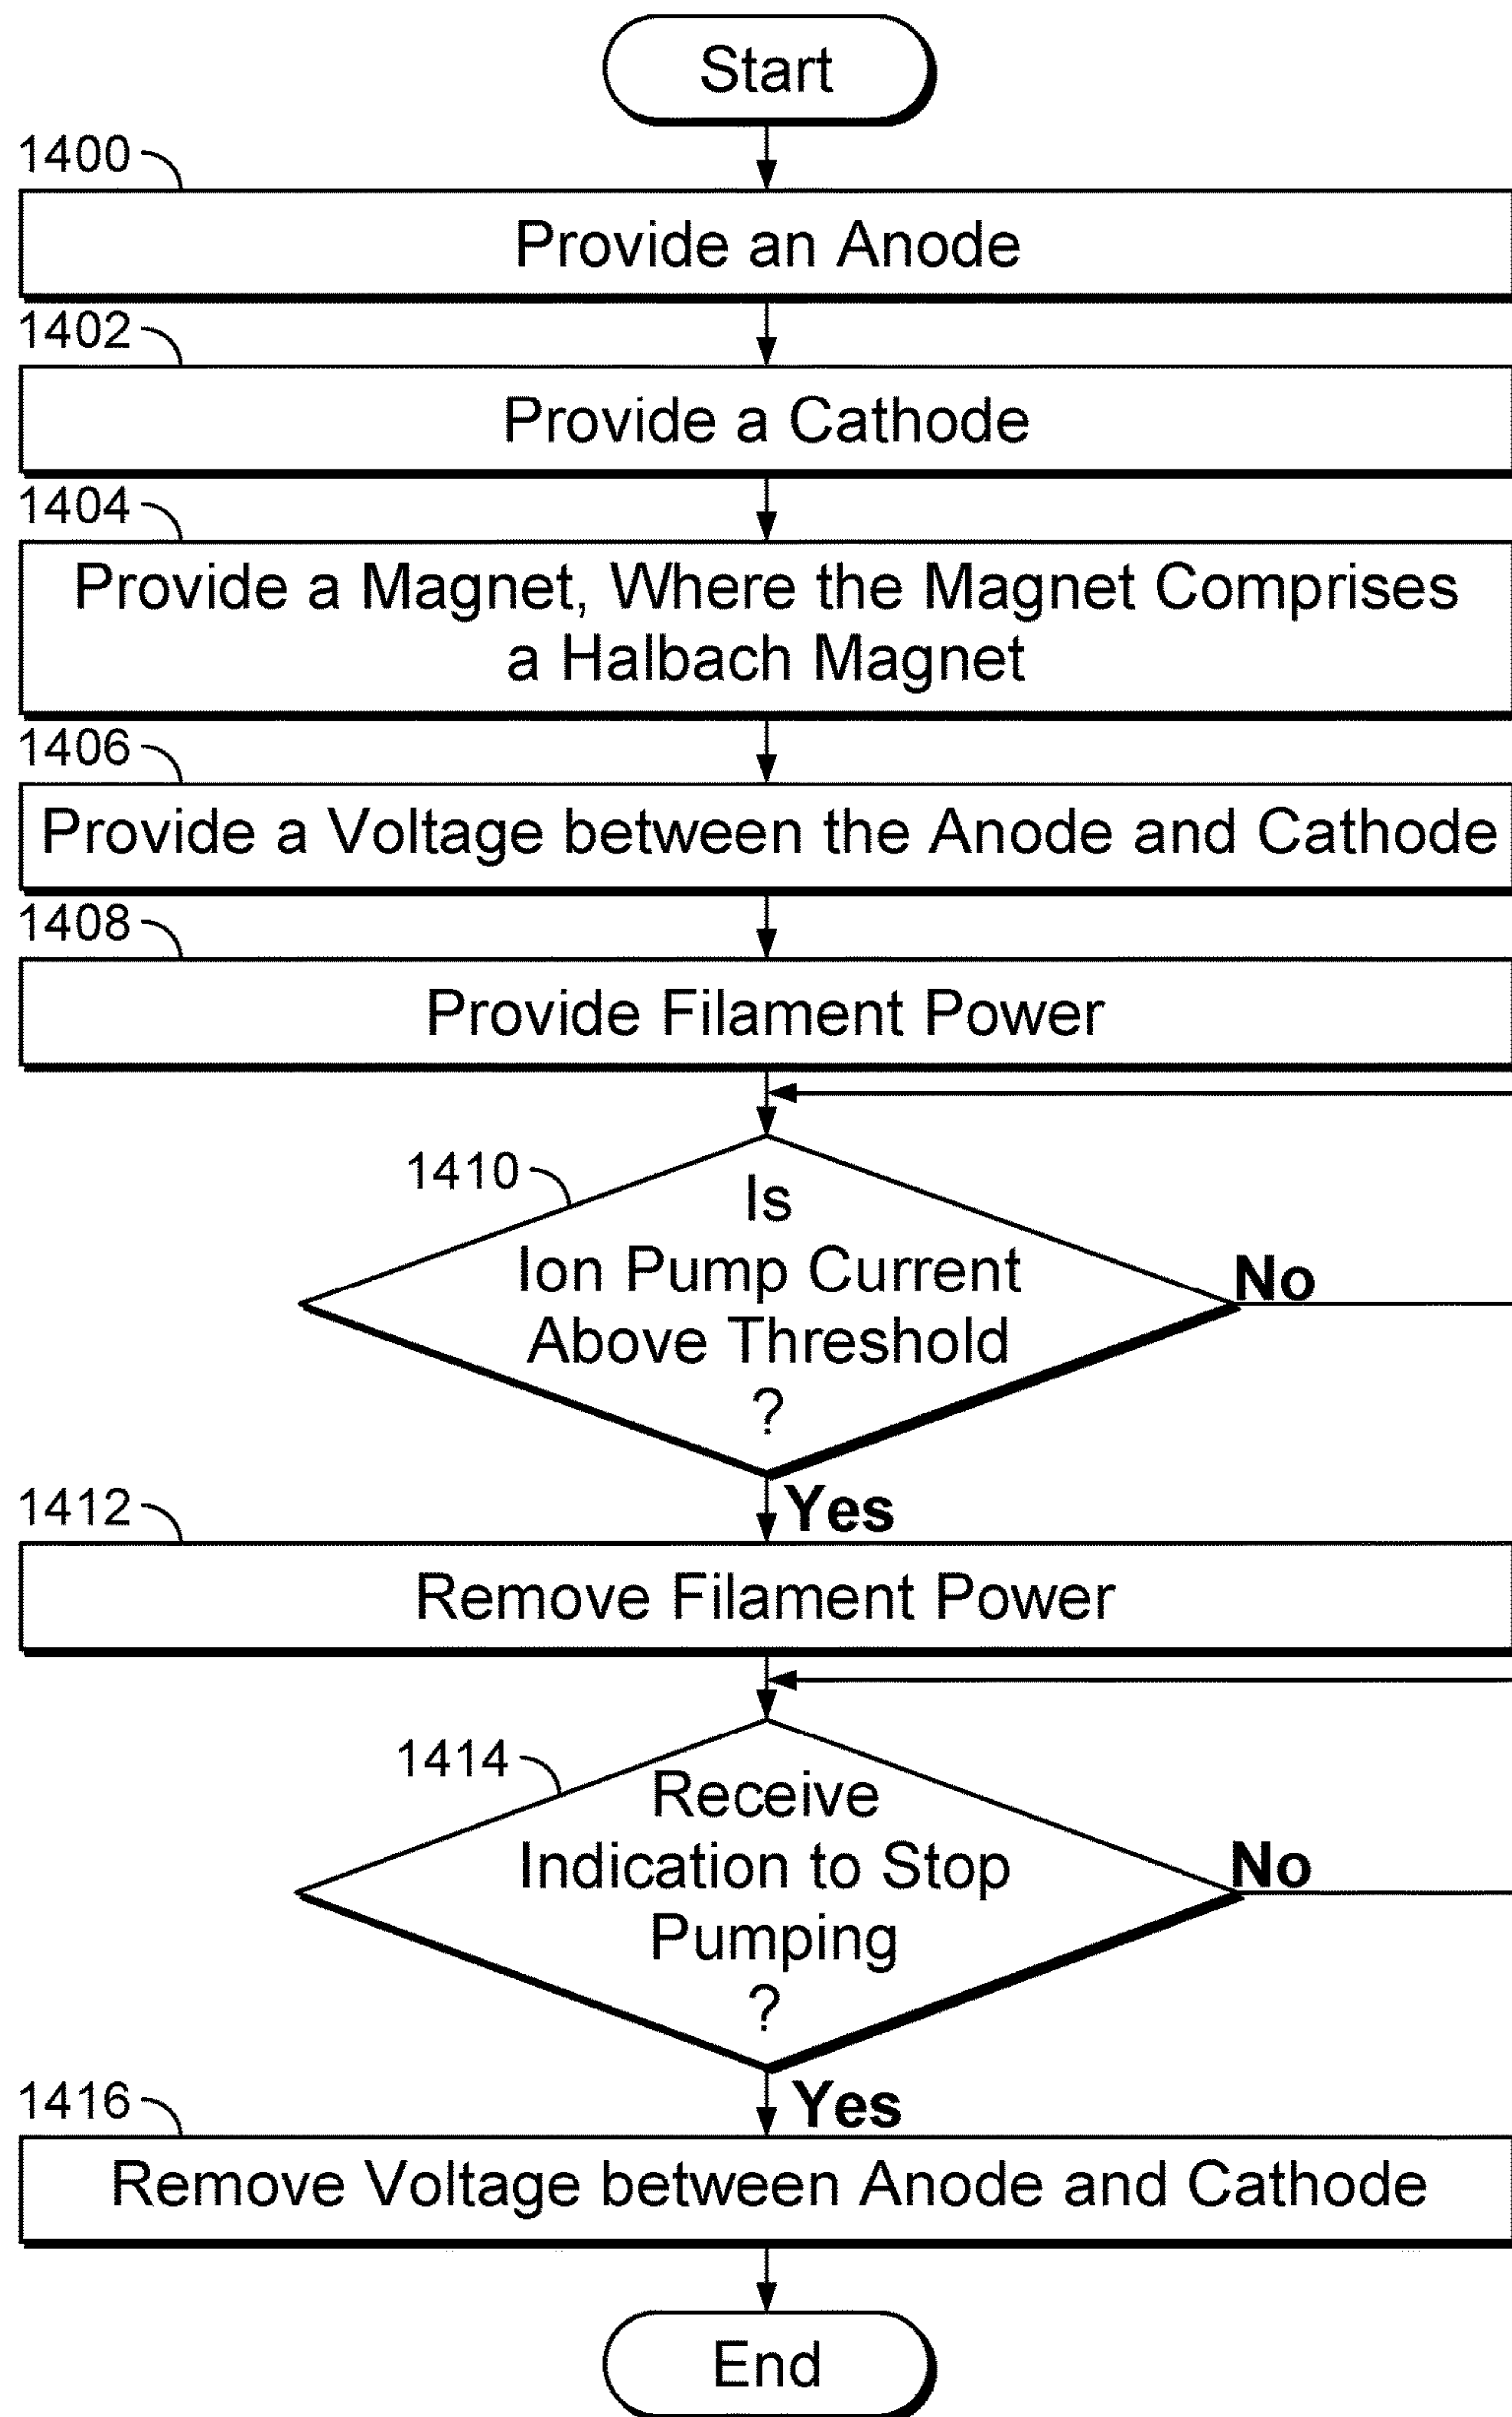 Start
1400
Provide an Anode
1402
Provide a Cathode
1404
Provide a Magnet, Where the Magnet Comprises
a Halbach Magnet
1406
Provide a Voltage between the Anode and Cathode
1408
Provide Filament Power
1410
Is
Ion Pump Current
Above Threshold
?
No
Yes
1412
Remove Filament Power
1414
Receive
Indication to Stop
Pumping
?
No
Yes
1416
Remove Voltage between Anode and Cathode
End